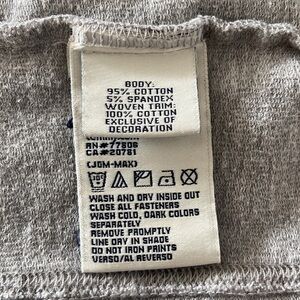 BODY:
95% COTTON
5% SPANDEX
WOVEN TRIM:
100% COTTON
EXCLUSIVE OF
DECORATION
RN#77806
CA#20781
(JOM-MAX)
WASH AND DRY INSIDE OUT
CLOSE ALL FASTENERS
WASH COLD, DARK COLORS
SEPARATELY
REMOVE PROMPTLY
LINE DRY IN SHADE
DO NOT IRON PRINTS
VERSO/AL REVERSO